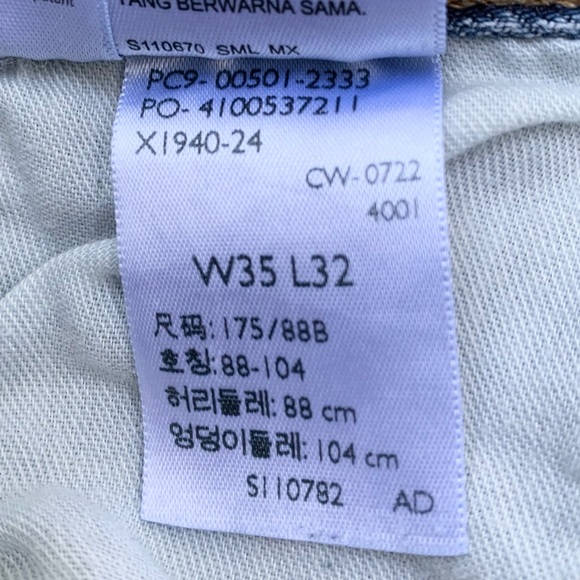 TANG BERWARNA SAMA.
S110670 SML MX
PC9- 00501-2333
PO- 4100537211
X1940-24
CW-0722
4001
W35 L32
尺码: 175/88B
호칭: 88-104
허리둘레: 88 cm
엉덩이둘레: 104 cm
S110782 AD